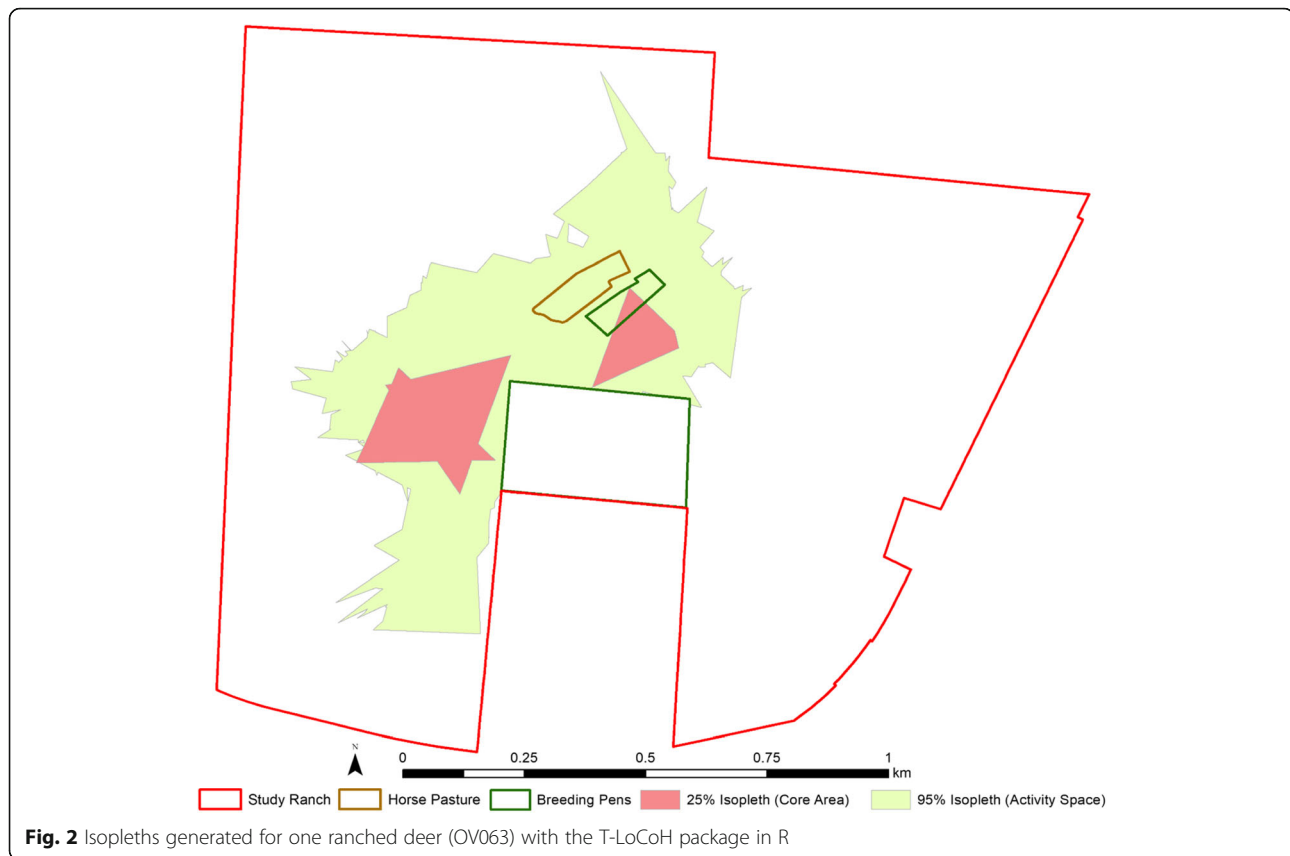 N
0 0.25 0.5 0.75 1
km
Study Ranch Horse Pasture Breeding Pens 25% Isopleth (Core Area) 95% Isopleth (Activity Space)
Fig. 2 Isopleths generated for one ranched deer (OV063) with the T-LoCoH package in R